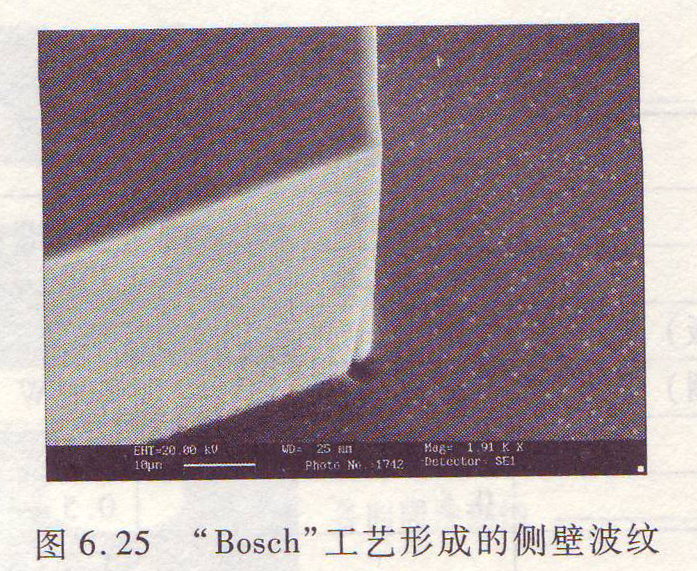 EHT=20.00 kV WD= 25 mm Mag= 1.91 K X
10μm Photo No.=1742 Detector= SE1
图 6.25 “Bosch”工艺形成的侧壁波纹